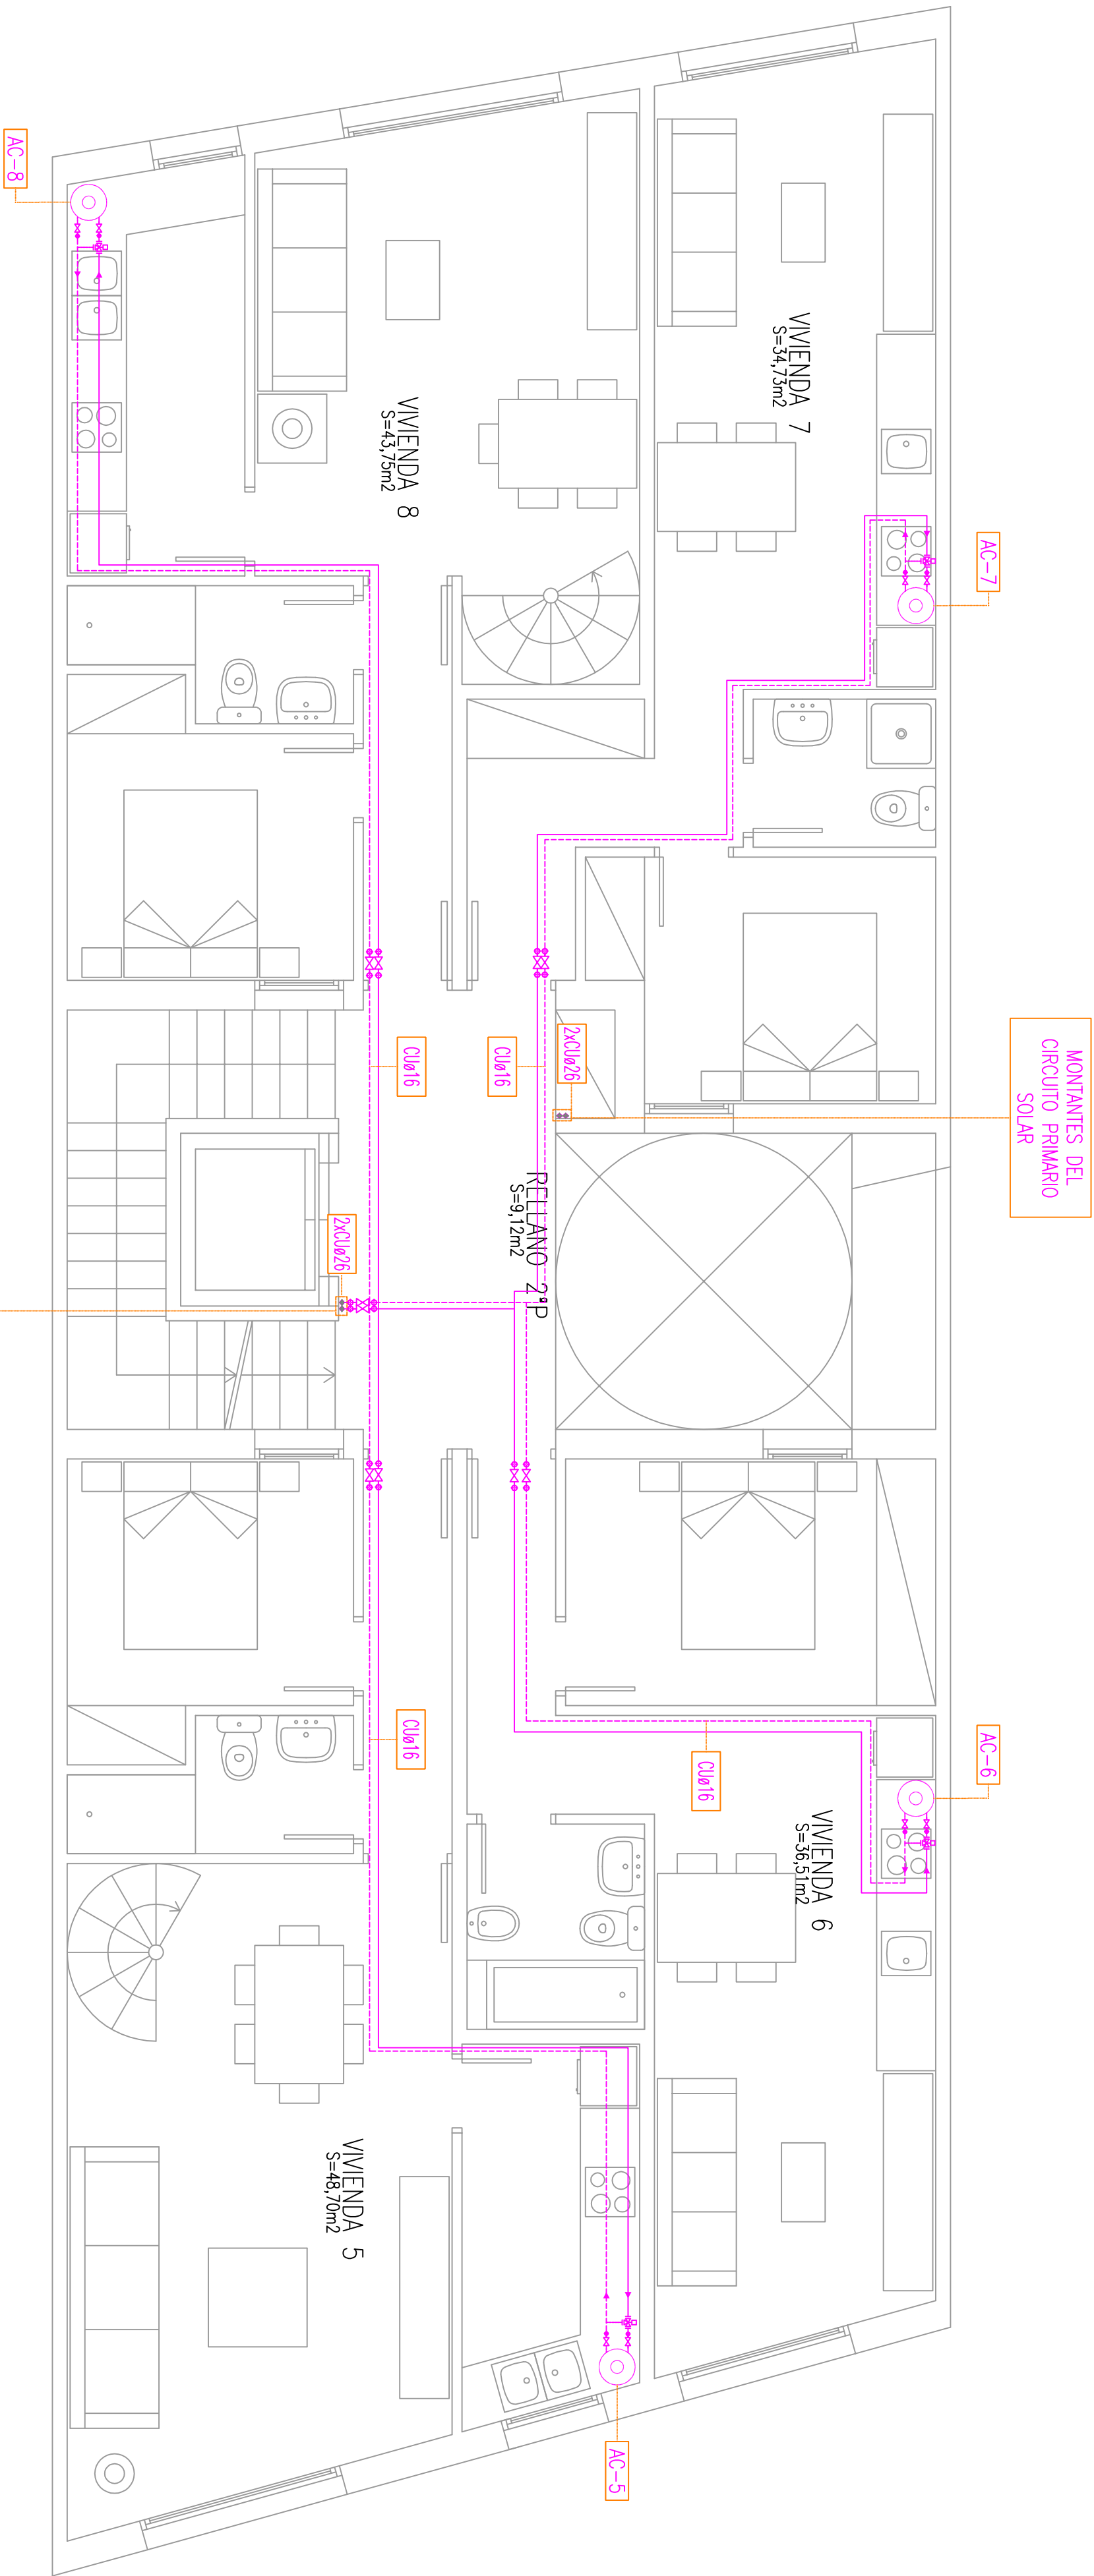 MONTANTES DEL
CIRCUITO PRIMARIO
SOLAR
AC-7
AC-6
VIVIENDA 7
S=34,73m2
VIVIENDA 6
S=36,51m2
CUø16
AC-5
2xCUø26
RELLANO 2ªP
S=9,12m2
CUø16
VIVIENDA 8
S=43,75m2
CUø16
CUø16
VIVIENDA 5
S=48,70m2
2xCUø26
AC-8